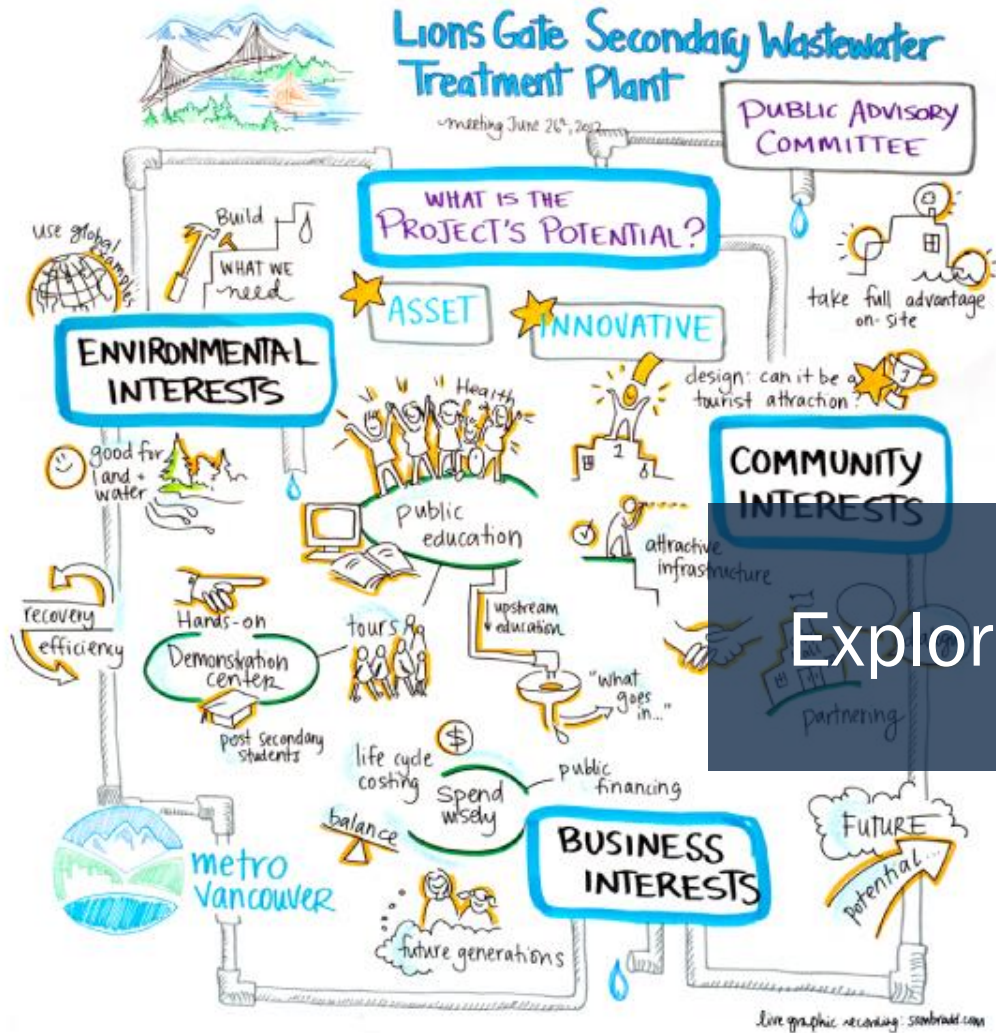 Lions Gate Secondary Wastewater
Treatment Plant
meeting June 26th, 2012
PUBLIC ADVISORY
COMMITTEE
WHAT IS THE
PROJECT'S POTENTIAL?
use global
examples
Build
WHAT WE
need
ASSET
INNOVATIVE
take full advantage
on-site
ENVIRONMENTAL
INTERESTS
Health
design: can it be a
tourist attraction?
1
1
COMMUNITY
INTERESTS
good for
land +
water
public
education
attractive
infrastructure
recovery
efficiency
Hands-on
Demonstration
center
tours
upstream
education
"what
goes
in..."
post secondary
students
Explor
partnering
$
life cycle
costing
Spend
wisely
public
financing
balance
BUSINESS
INTERESTS
FUTURE
Potential...
metro
vancouver
future generations
live graphic recording: sambradd.com